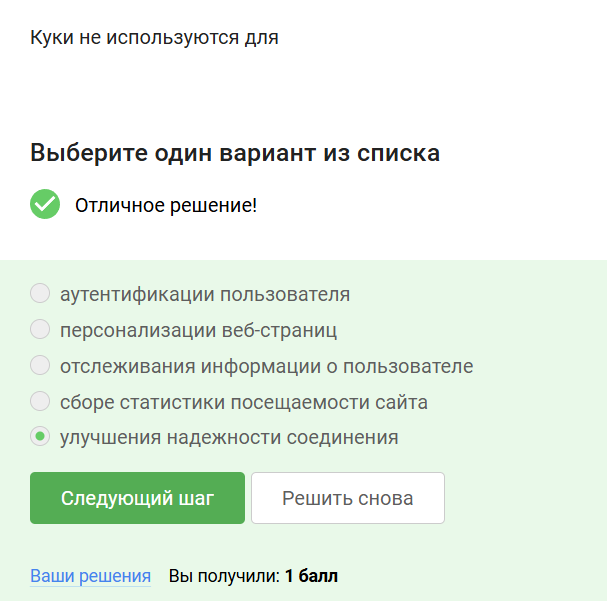 Куки не используются для
Выберите один вариант из списка
Отличное решение!
аутентификации пользователя
персонализации веб-страниц
отслеживания информации о пользователе
сборе статистики посещаемости сайта
улучшения надежности соединения
Следующий шаг Решить снова
Ваши решения Вы получили: 1 балл